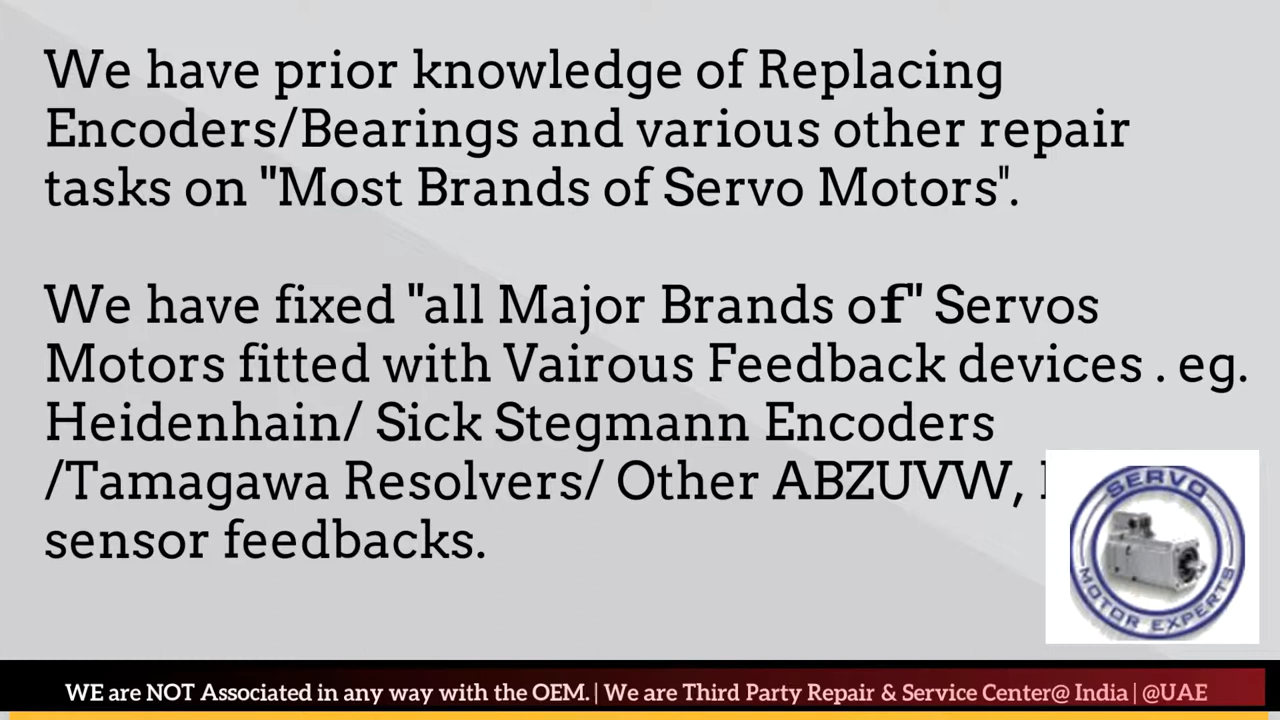 We have prior knowledge of Replacing
Encoders/Bearings and various other repair
tasks on "Most Brands of Servo Motors".
We have fixed "all Major Brands of" Servos
Motors fitted with Vairous Feedback devices . eg.
Heidenhain/ Sick Stegmann Encoders
/Tamagawa Resolvers/ Other ABZUVW,
sensor feedbacks.
SERVO
MOTOR EXPERTS
WE are NOT Associated in any way with the OEM. | We are Third Party Repair & Service Center@ India | @UAE